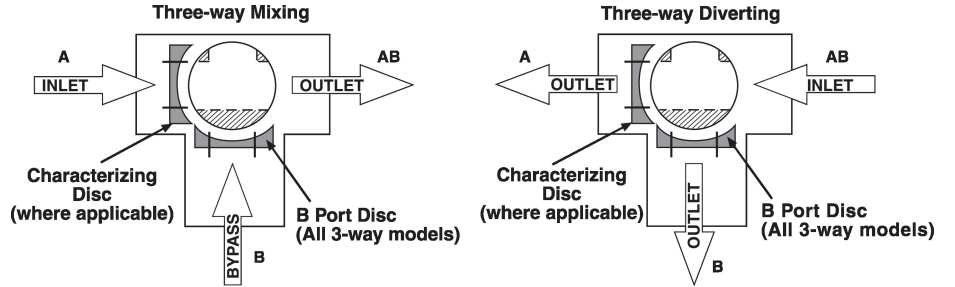 Three-way Mixing
A
INLET
AB
OUTLET
Characterizing
Disc
(where applicable)
BYPASS
B
B Port Disc
(All 3-way models)
Three-way Diverting
A
OUTLET
AB
INLET
Characterizing
Disc
(where applicable)
OUTLET
B
B Port Disc
(All 3-way models)